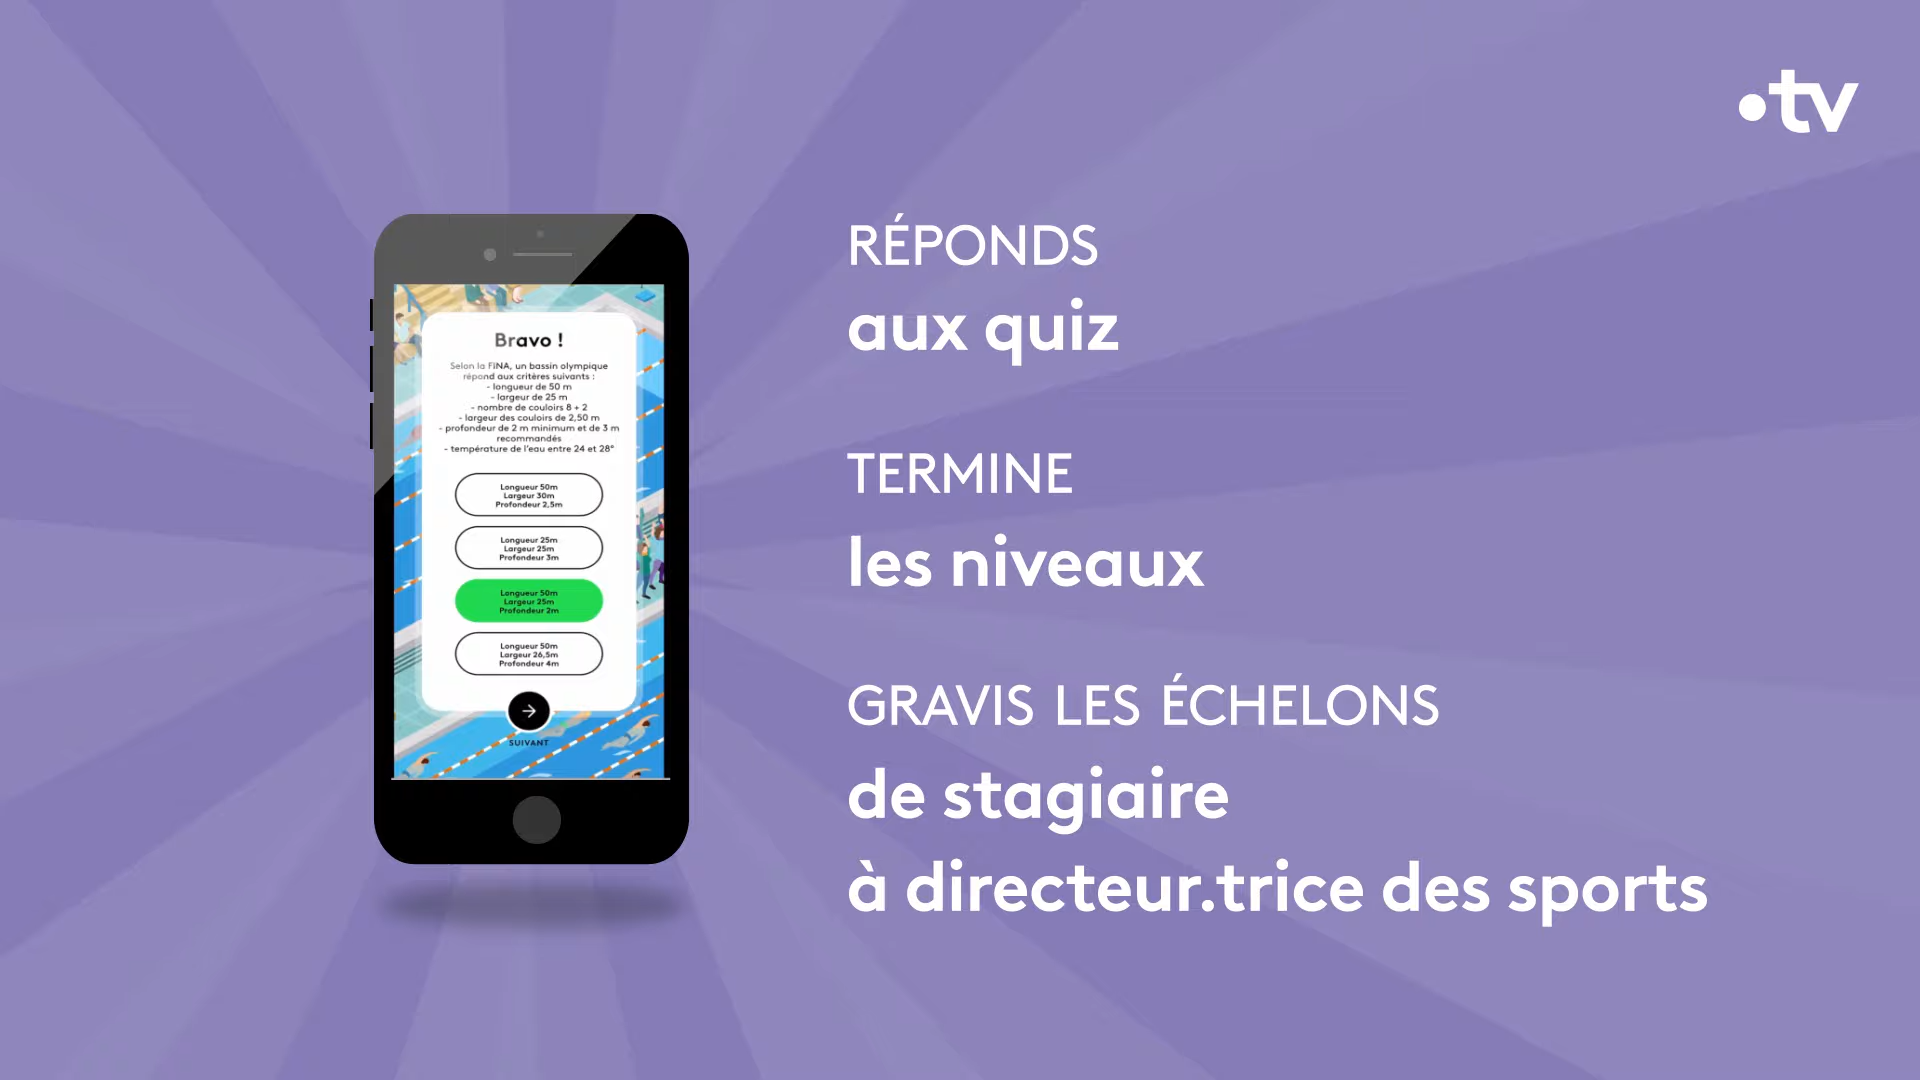 •tv
RÉPONDS
aux quiz
TERMINE
les niveaux
GRAVIS LES ÉCHELONS
de stagiaire
à directeur.trice des sports
Bravo !
Selon la FINA, un bassin olympique
répond aux critères suivants :
- longueur de 50 m
- largeur de 25 m
- nombre de couloirs 8 + 2
- largeur des couloirs de 2,50 m
- profondeur de 2 m minimum et de 3 m
recommandés
- température de l'eau entre 24 et 28°
Longueur 50m
Largeur 30m
Profondeur 2,5m
Longueur 25m
Largeur 25m
Profondeur 3m
Longueur 50m
Largeur 25m
Profondeur 2m
Longueur 50m
Largeur 26,5m
Profondeur 4m
SUIVANT